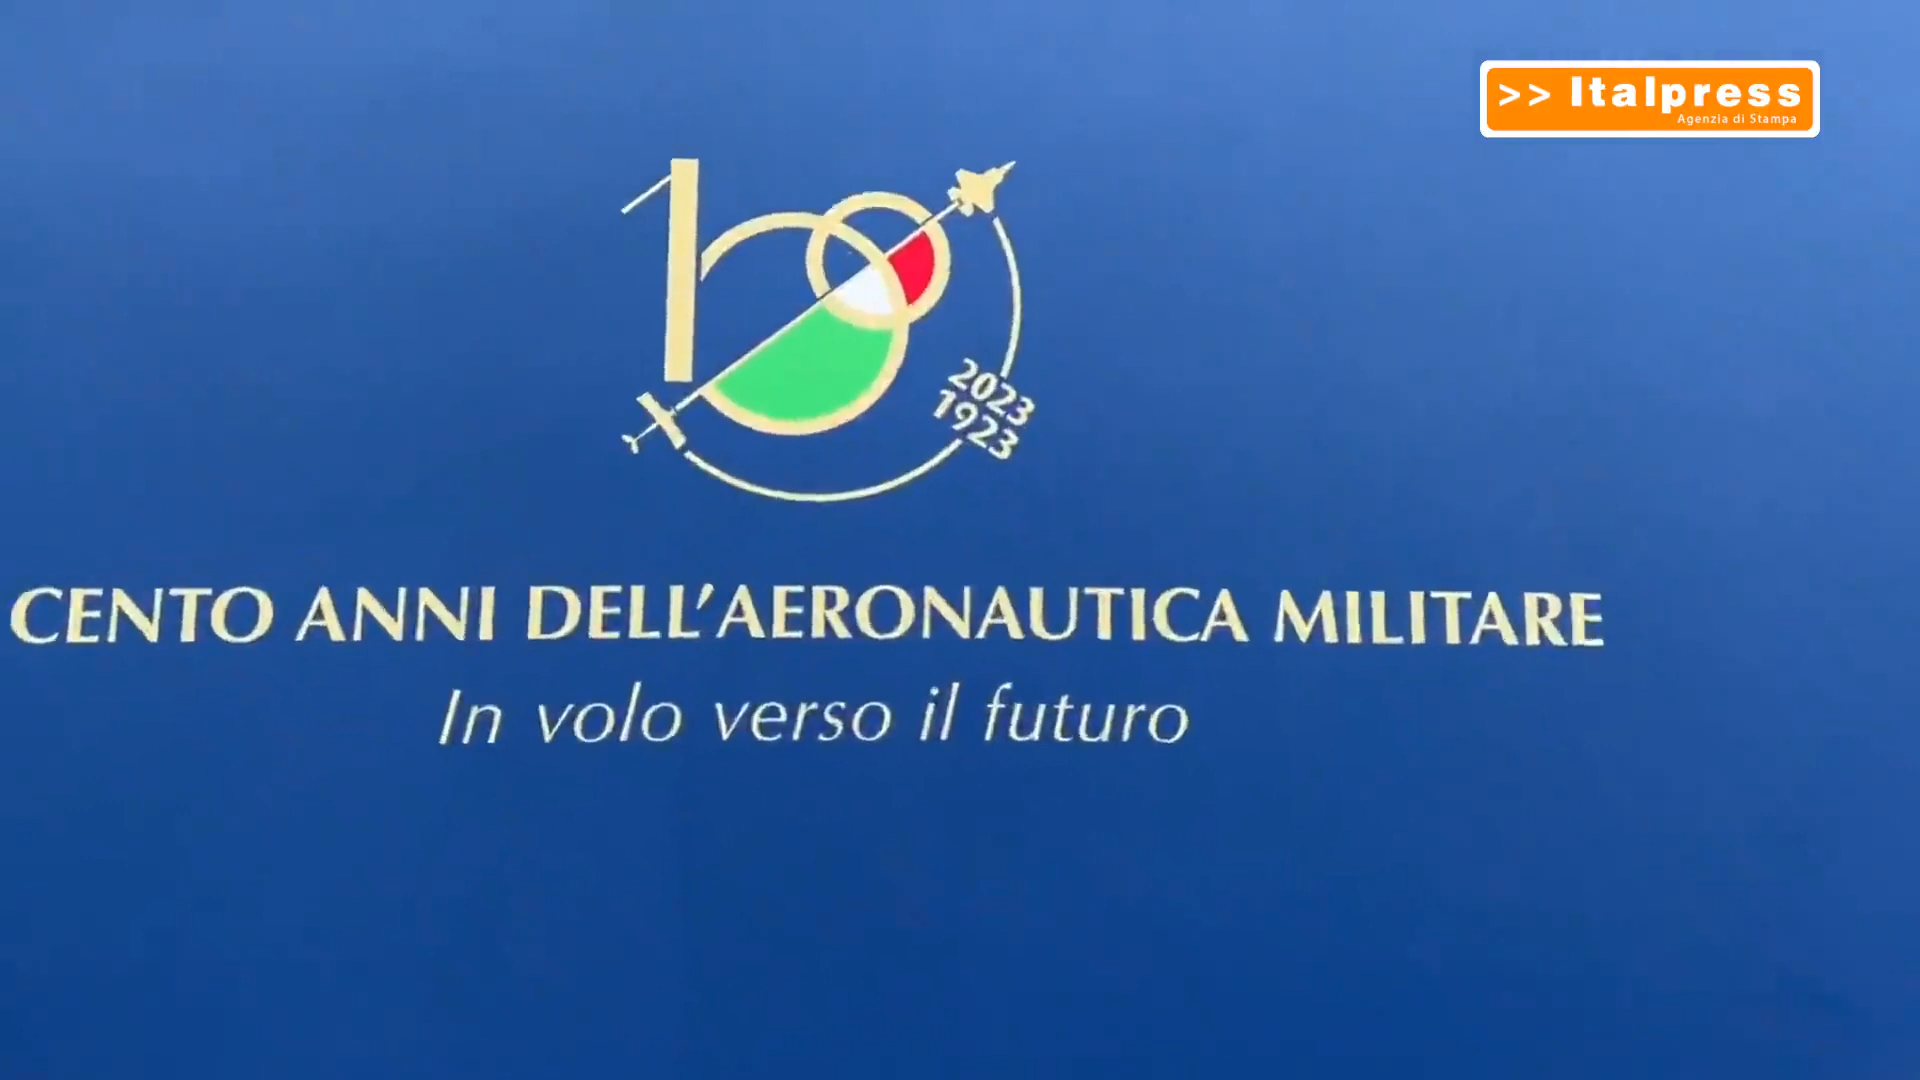 >> Italpress
Agenzia di Stampa
100
2023
1923
CENTO ANNI DELL'AERONAUTICA MILITARE
In volo verso il futuro